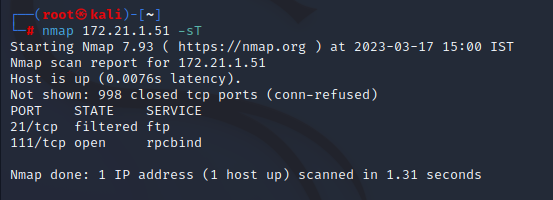 ┌──(root㉿kali)-[~]
└─# nmap 172.21.1.51 -sT
Starting Nmap 7.93 ( https://nmap.org ) at 2023-03-17 15:00 IST
Nmap scan report for 172.21.1.51
Host is up (0.0076s latency).
Not shown: 998 closed tcp ports (conn-refused)
PORT    STATE    SERVICE
21/tcp  filtered ftp
111/tcp open     rpcbind
Nmap done: 1 IP address (1 host up) scanned in 1.31 seconds